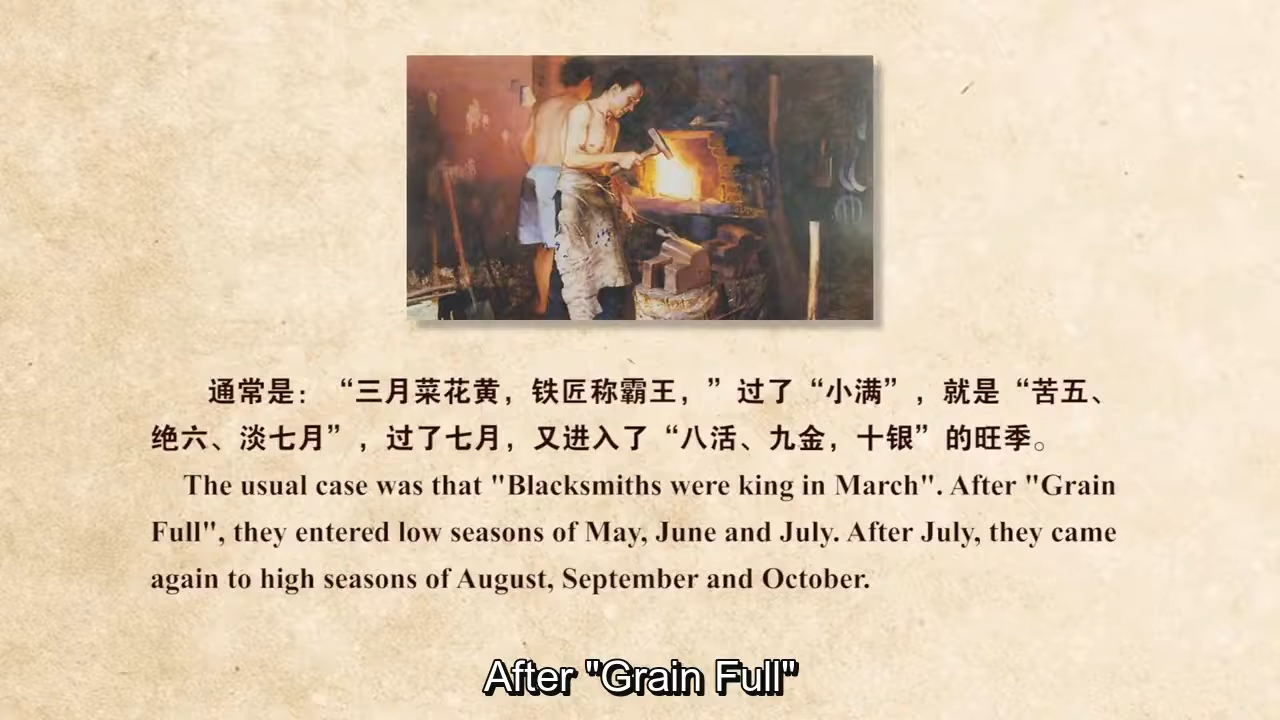 通常是：“三月菜花黄，铁匠称霸王，”过了“小满”，就是“苦五、
绝六、淡七月”，过了七月，又进入了“八活、九金，十银”的旺季。
The usual case was that "Blacksmiths were king in March". After "Grain
Full", they entered low seasons of May, June and July. After July, they came
again to high seasons of August, September and October.
After "Grain Full"